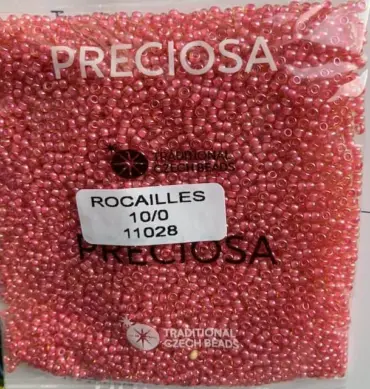 PRECIOSA
TRADITIONAL
CZECH BEADS
ROCAILLES
10/0
11028
PRECIOSA
TRADITIONAL
CZECH BEADS